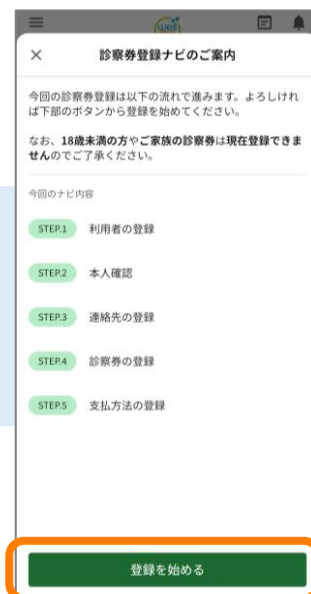 well
診察券登録ナビのご案内
今回の診察券登録は以下の流れで進みます。よろしけれ
ば下部のボタンから登録を始めてください。
なお、18歳未満の方やご家族の診察券は現在登録できま
せんのでご了承ください。
今回のナビ内容
STEP.1 利用者の登録
STEP.2 本人確認
STEP.3 連絡先の登録
STEP.4 診察券の登録
STEP.5 支払方法の登録
登録を始める